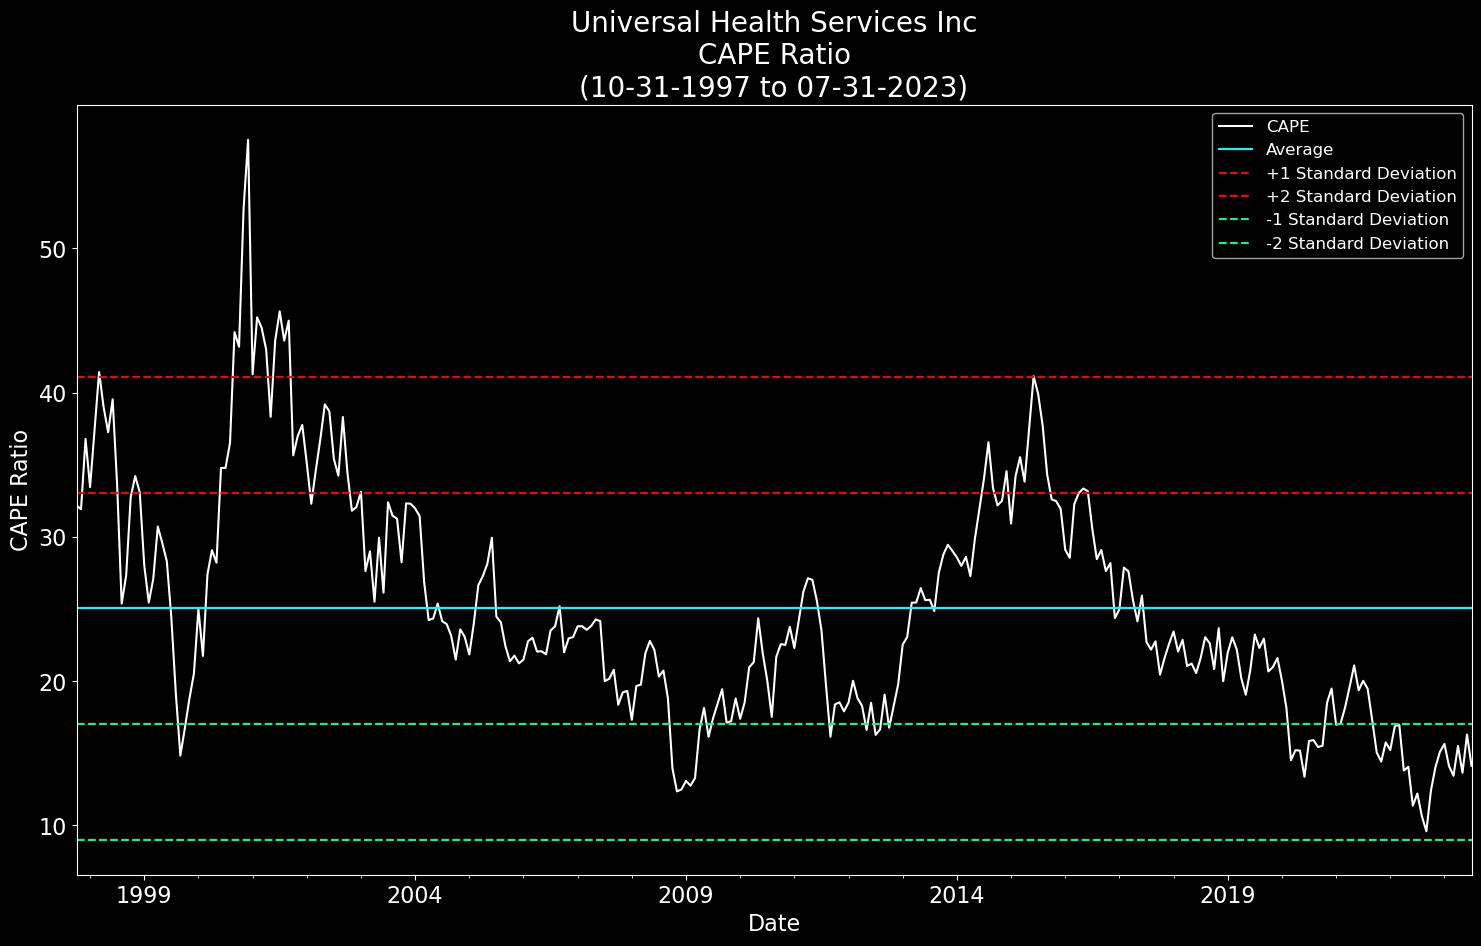 Universal Health Services Inc
CAPE Ratio
(10-31-1997 to 07-31-2023)
CAPE
Average
+1 Standard Deviation
+2 Standard Deviation
-1 Standard Deviation
-2 Standard Deviation
CAPE Ratio
50
40
30
20
10
1999
2004
2009
2014
2019
Date